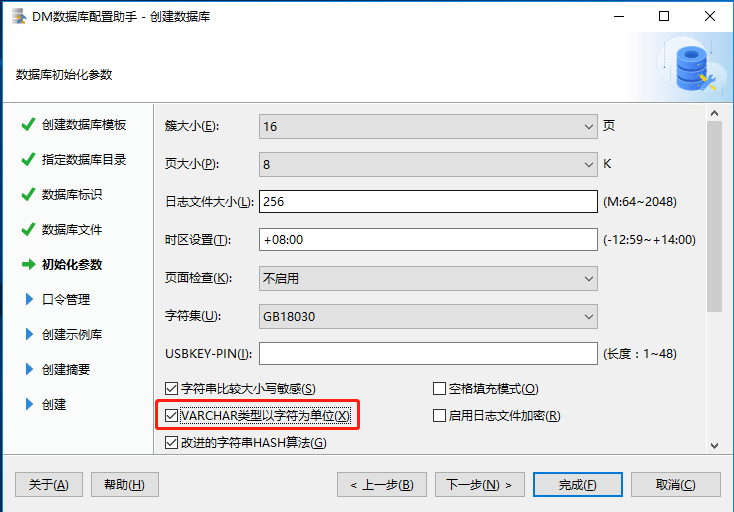 DM数据库配置助手 - 创建数据库
数据库初始化参数
创建数据库模板
指定数据库目录
数据库标识
数据库文件
初始化参数
口令管理
创建示例库
创建摘要
创建
簇大小(E): 16 页
页大小(P): 8 K
日志文件大小(L): 256 (M:64~2048)
时区设置(T): +08:00 (-12:59~+14:00)
页面检查(K): 不启用
字符集(U): GB18030
USBKEY-PIN(I): (长度：1~48)
字符串比较大小写敏感(S) 空格填充模式(O)
VARCHAR类型以字符为单位(X) 启用日志文件加密(R)
改进的字符串HASH算法(G)
关于(A) 帮助(H) < 上一步(B) 下一步(N) > 完成(F) 取消(C)